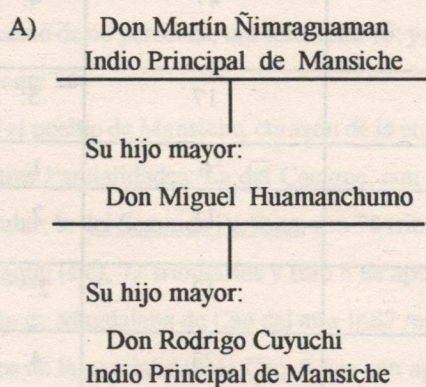 A) Don Martín Ñimraguaman
Indio Principal de Mansiche
Su hijo mayor:
Don Miguel Huamanchumo
Su hijo mayor:
Don Rodrigo Cuyuchi
Indio Principal de Mansiche